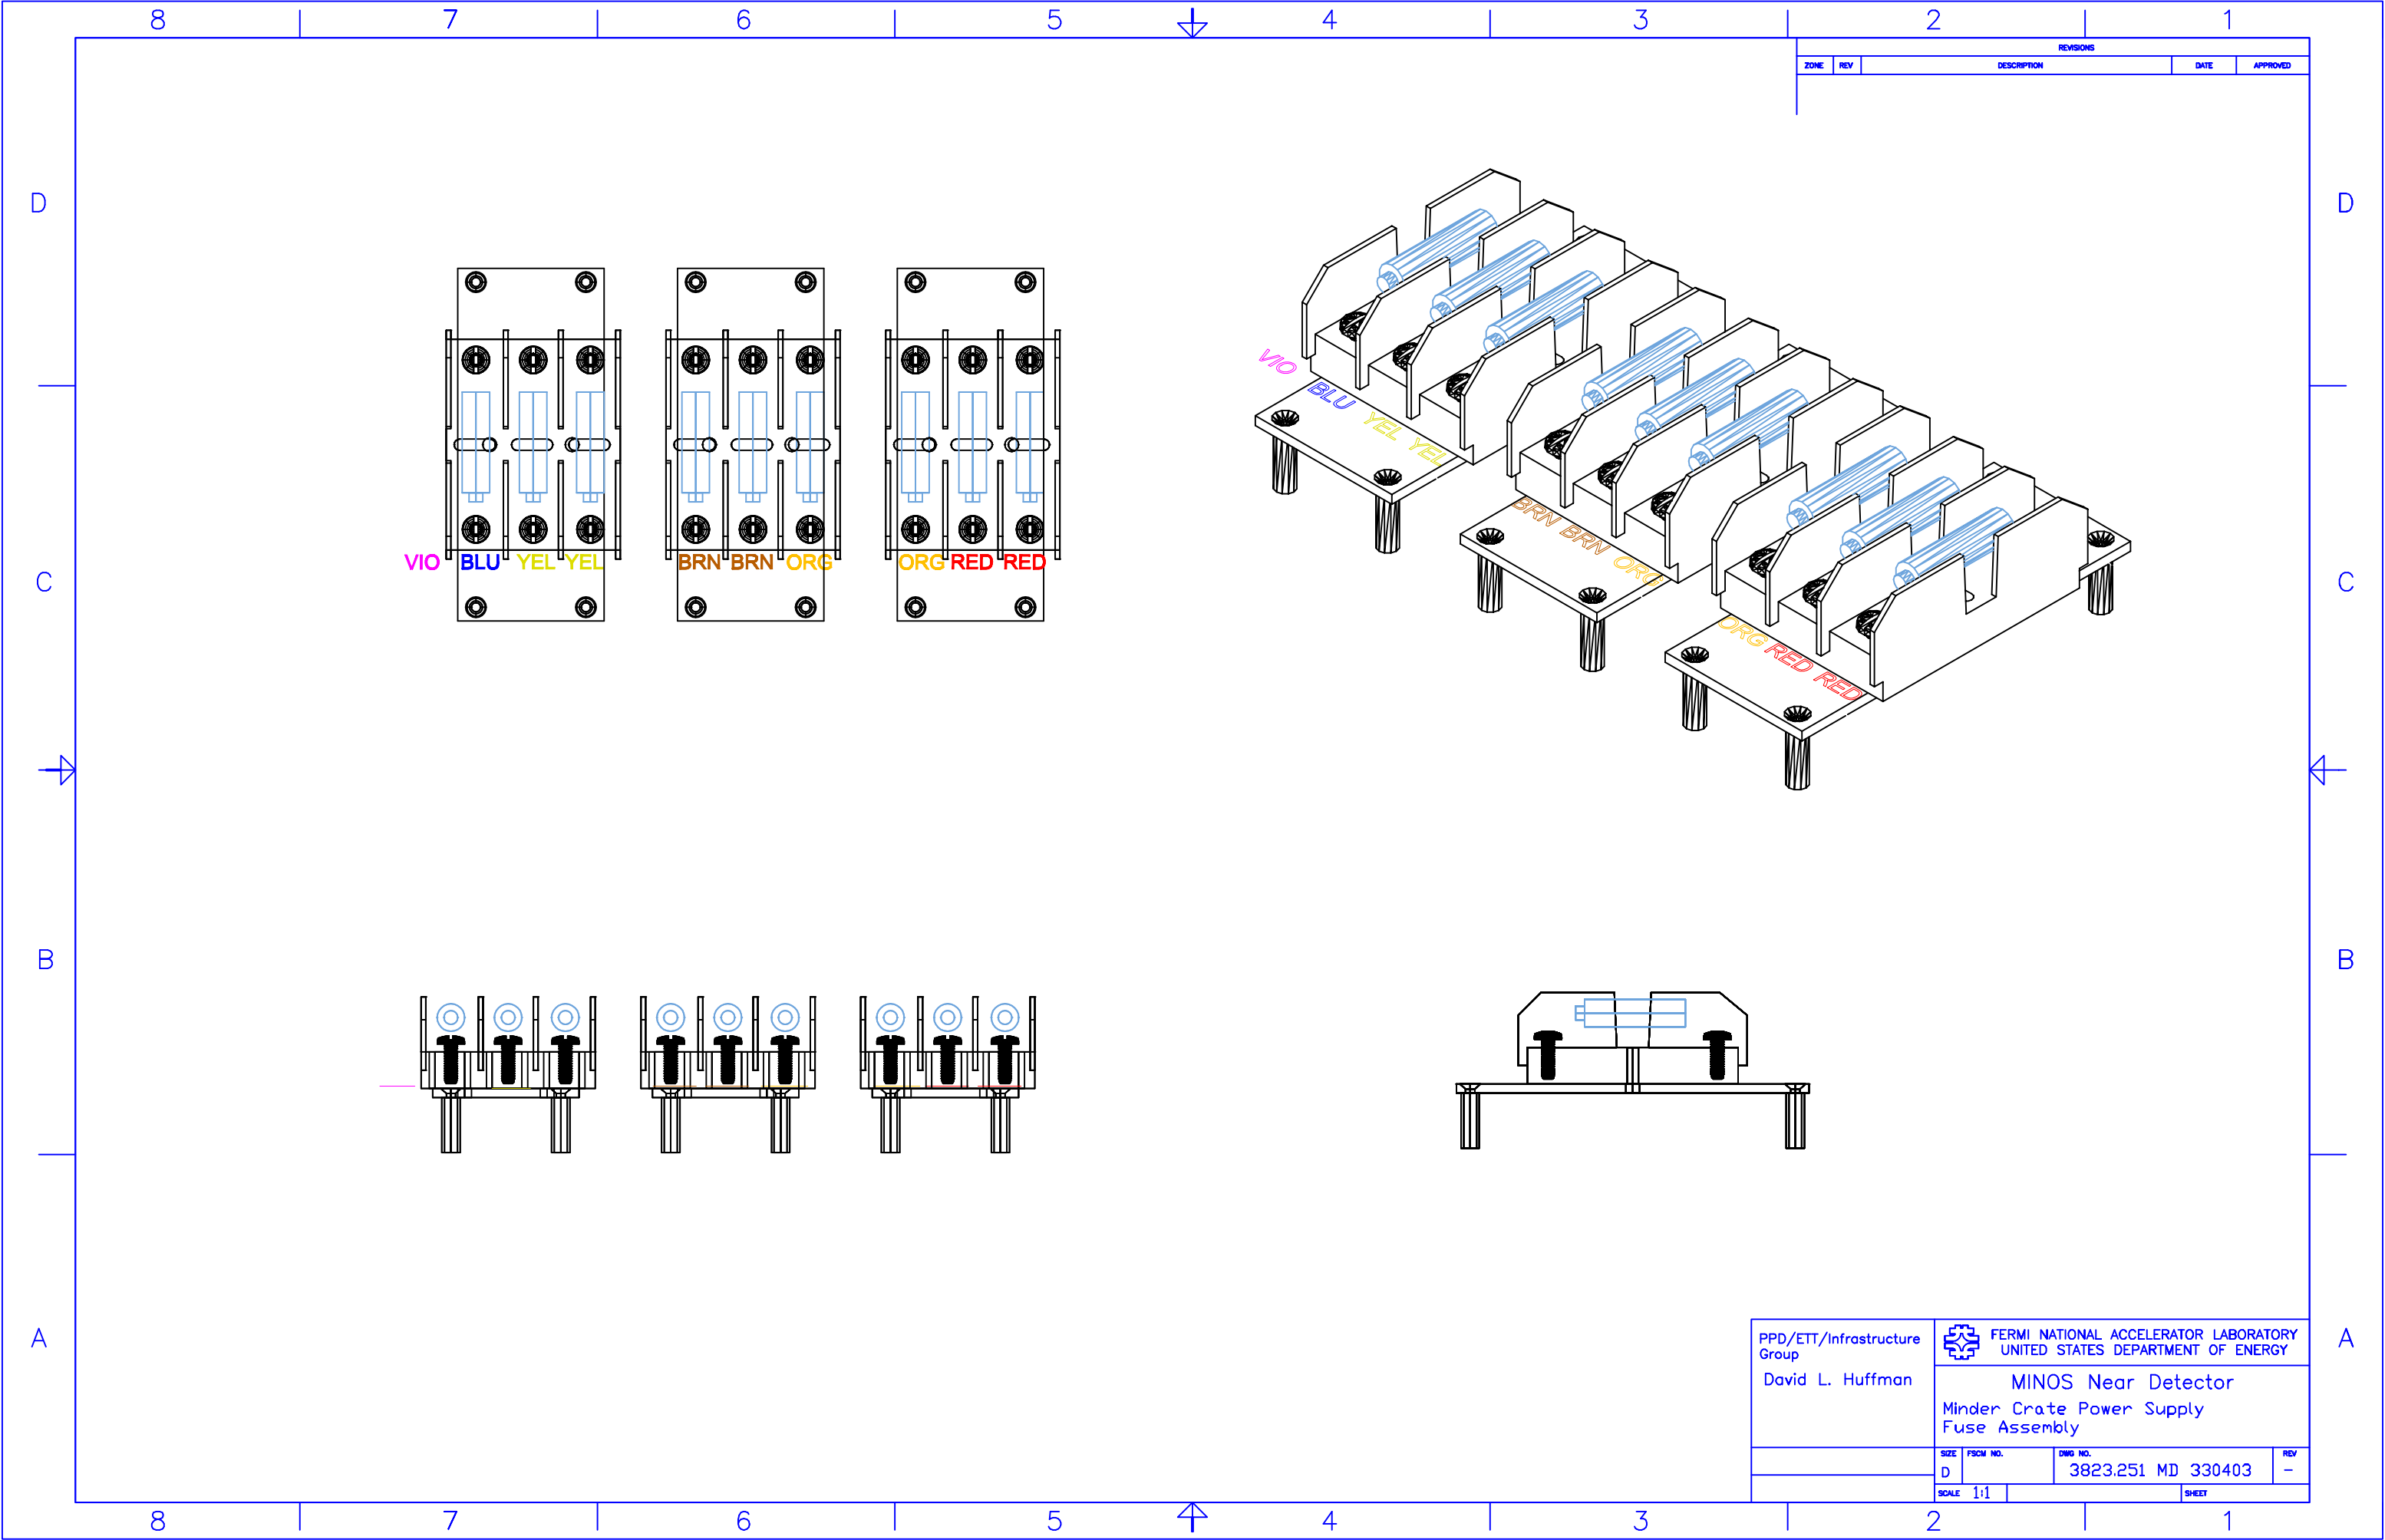 8 7 6 5 4 3 2 1
REVISIONS
ZONE REV DESCRIPTION DATE APPROVED
D D
VIO BLU YEL YEL
BRN BRN ORG
ORG RED RED
VIO BLU YEL YEL
BRN BRN ORG
ORG RED RED
C C
B B
A A
PPD/ETT/Infrastructure
Group
David L. Huffman
FERMI NATIONAL ACCELERATOR LABORATORY
UNITED STATES DEPARTMENT OF ENERGY
MINOS Near Detector
Minder Crate Power Supply
Fuse Assembly
SIZE FSCM NO. DWG NO. REV
D 3823.251 MD 330403 -
SCALE 1:1 SHEET
8 7 6 5 4 3 2 1